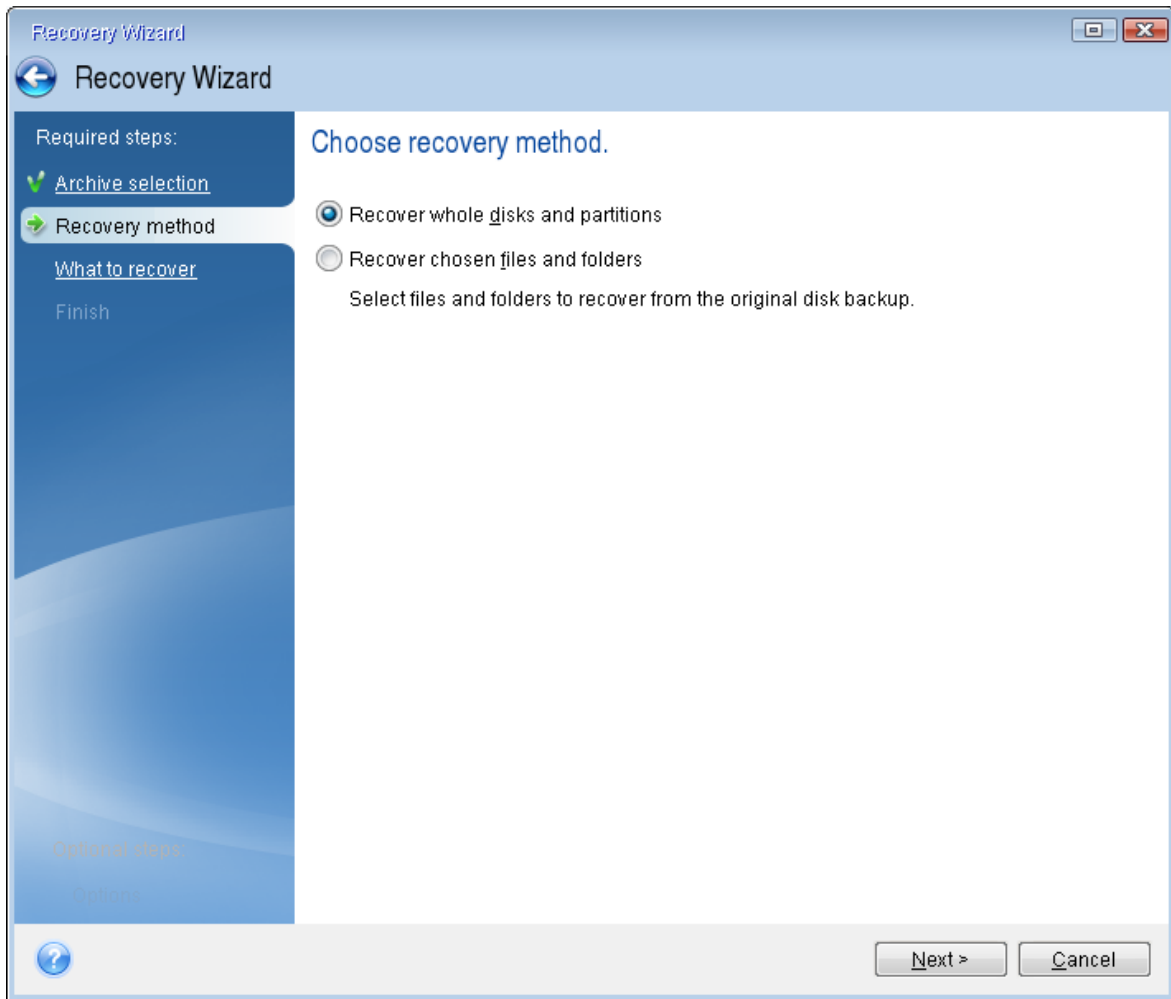 Recovery Wizard
Recovery Wizard
Required steps:
Archive selection
Recovery method
What to recover
Finish
Optional steps:
Options
Choose recovery method.
Recover whole disks and partitions
Recover chosen files and folders
Select files and folders to recover from the original disk backup.
?
Next >
Cancel